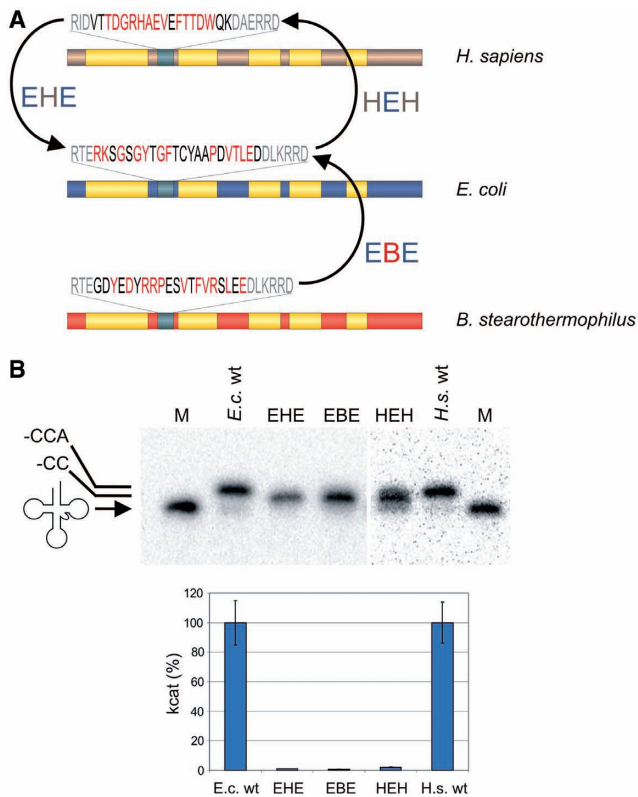 A
RIDVTTDGRHAEVEFTTDWQKDAERRD
H. sapiens
EHE
HEH
RTERKSGSGYTGFTCYAAPDVTLEDDLKRRD
E. coli
EBE
RTEGDYEDYRRPESVTFVRSLEEDLKRRD
B. stearothermophilus
B
M
E.c. wt
EHE
EBE
HEH
H.s. wt
M
-CCA
-CC
120
100
80
60
40
20
0
kcat (%)
E.c. wt
EHE
EBE
HEH
H.s. wt